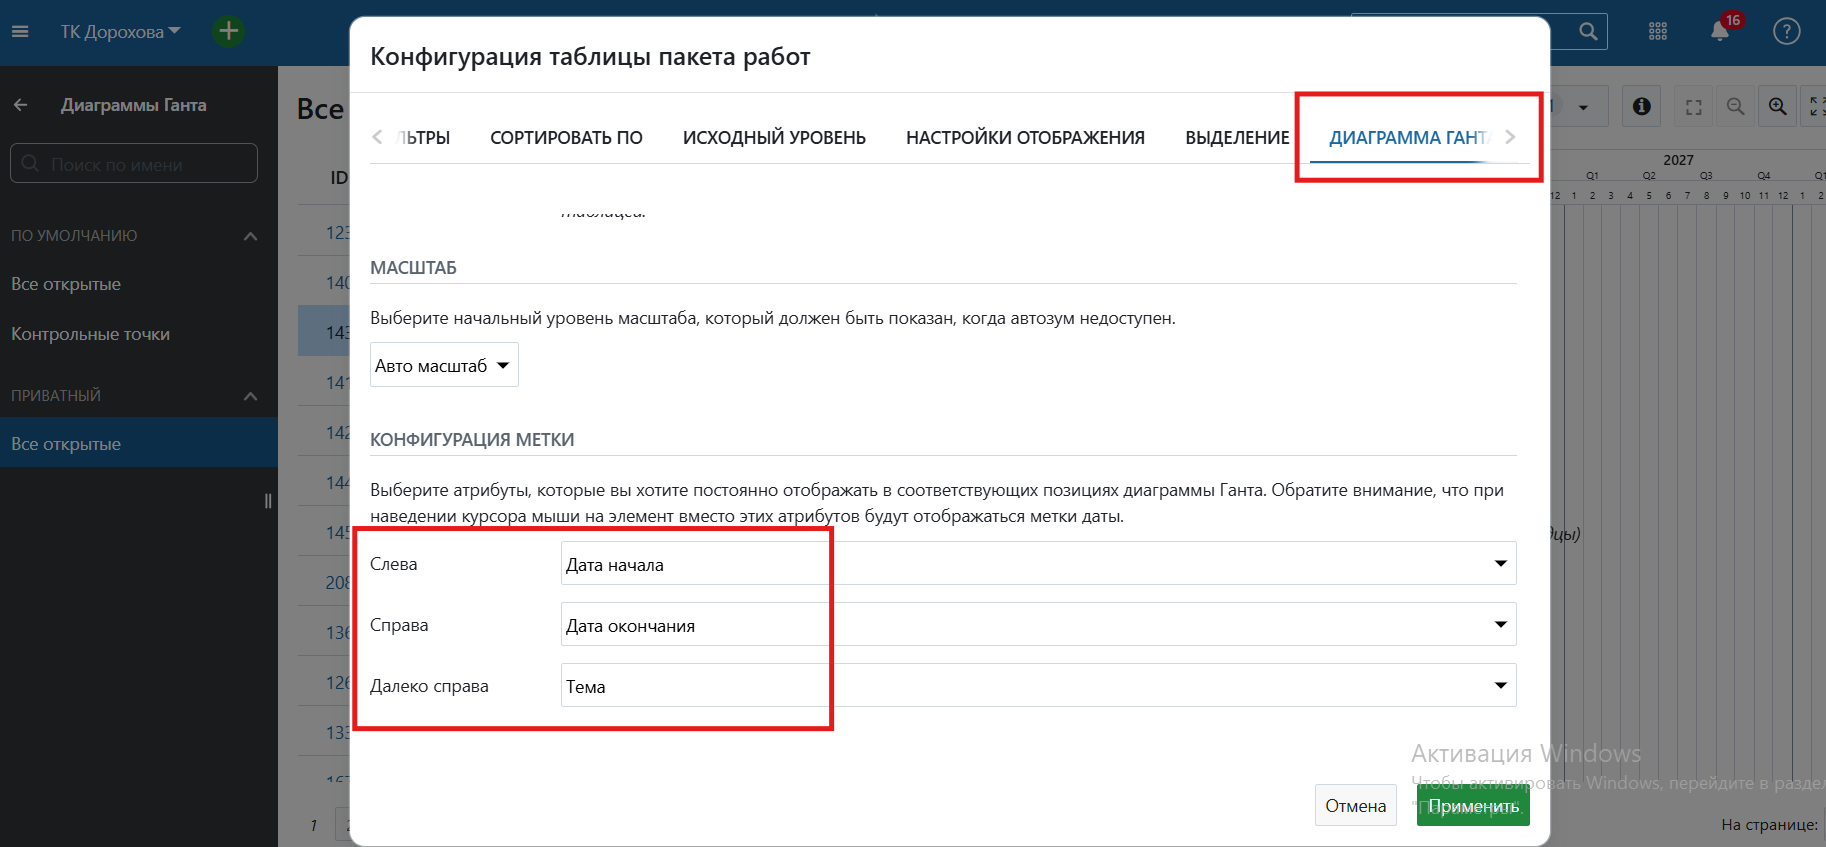 ТК Дорохова
16
Конфигурация таблицы пакета работ
Диаграммы Ганта
Все
ЛЬТРЫ СОРТИРОВАТЬ ПО ИСХОДНЫЙ УРОВЕНЬ НАСТРОЙКИ ОТОБРАЖЕНИЯ ВЫДЕЛЕНИЕ ДИАГРАММА ГАНТА
Поиск по имени
2027
Q1 Q2 Q3 Q4 Q1
12 1 2 3 4 5 6 7 8 9 10 11 12 1 2
ID
таблицей.
ПО УМОЛЧАНИЮ
123
МАСШТАБ
Все открытые
140
Выберите начальный уровень масштаба, который должен быть показан, когда автозум недоступен.
Контрольные точки
143
Авто масштаб
141
ПРИВАТНЫЙ
142
КОНФИГУРАЦИЯ МЕТКИ
Все открытые
144
Выберите атрибуты, которые вы хотите постоянно отображать в соответствующих позициях диаграммы Ганта. Обратите внимание, что при
наведении курсора мыши на элемент вместо этих атрибутов будут отображаться метки даты.
145
дцы)
Слева Дата начала
208
Справа Дата окончания
136
Далеко справа Тема
126
133
Активация Windows
Чтобы активировать Windows, перейдите в раздел
"Параметры".
167
Отмена Применить
1 2
На странице: